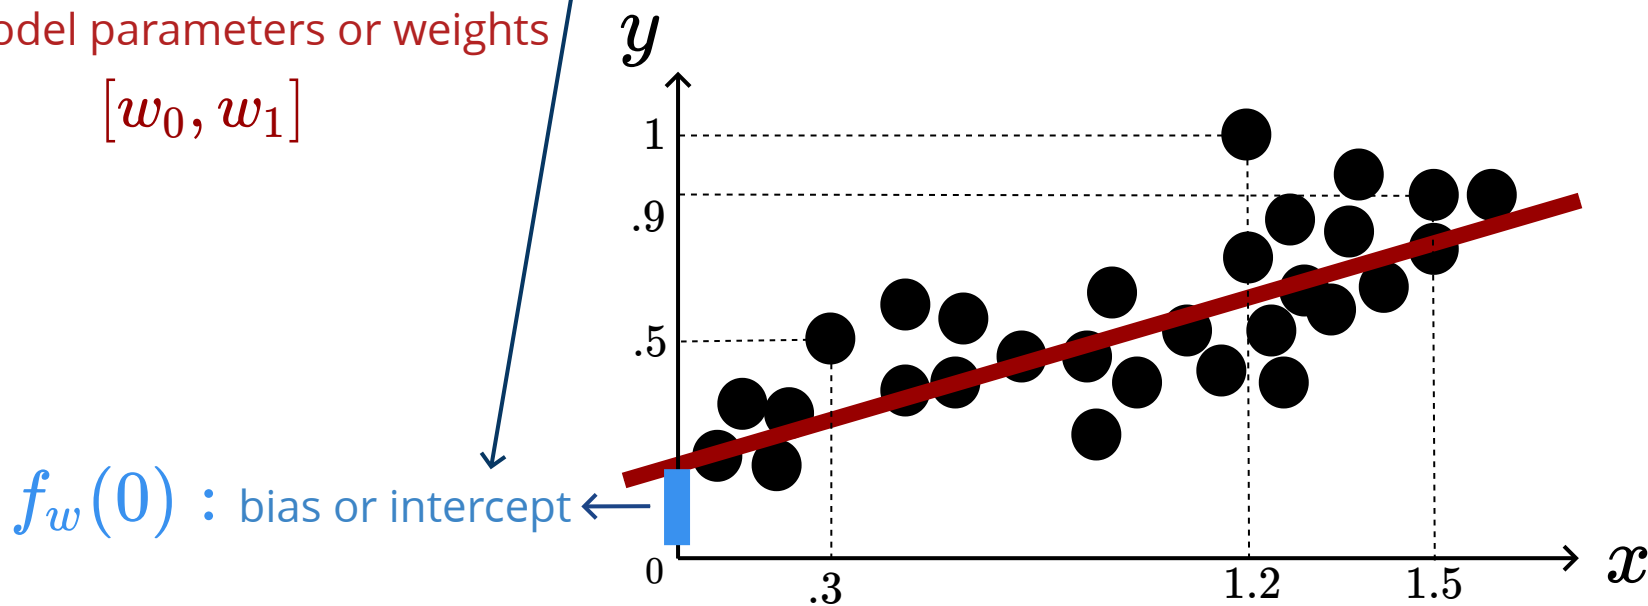 odel parameters or weights
[w₀, w₁]
y
1
.9
.5
f_w(0) : bias or intercept
0
.3
1.2
1.5
x